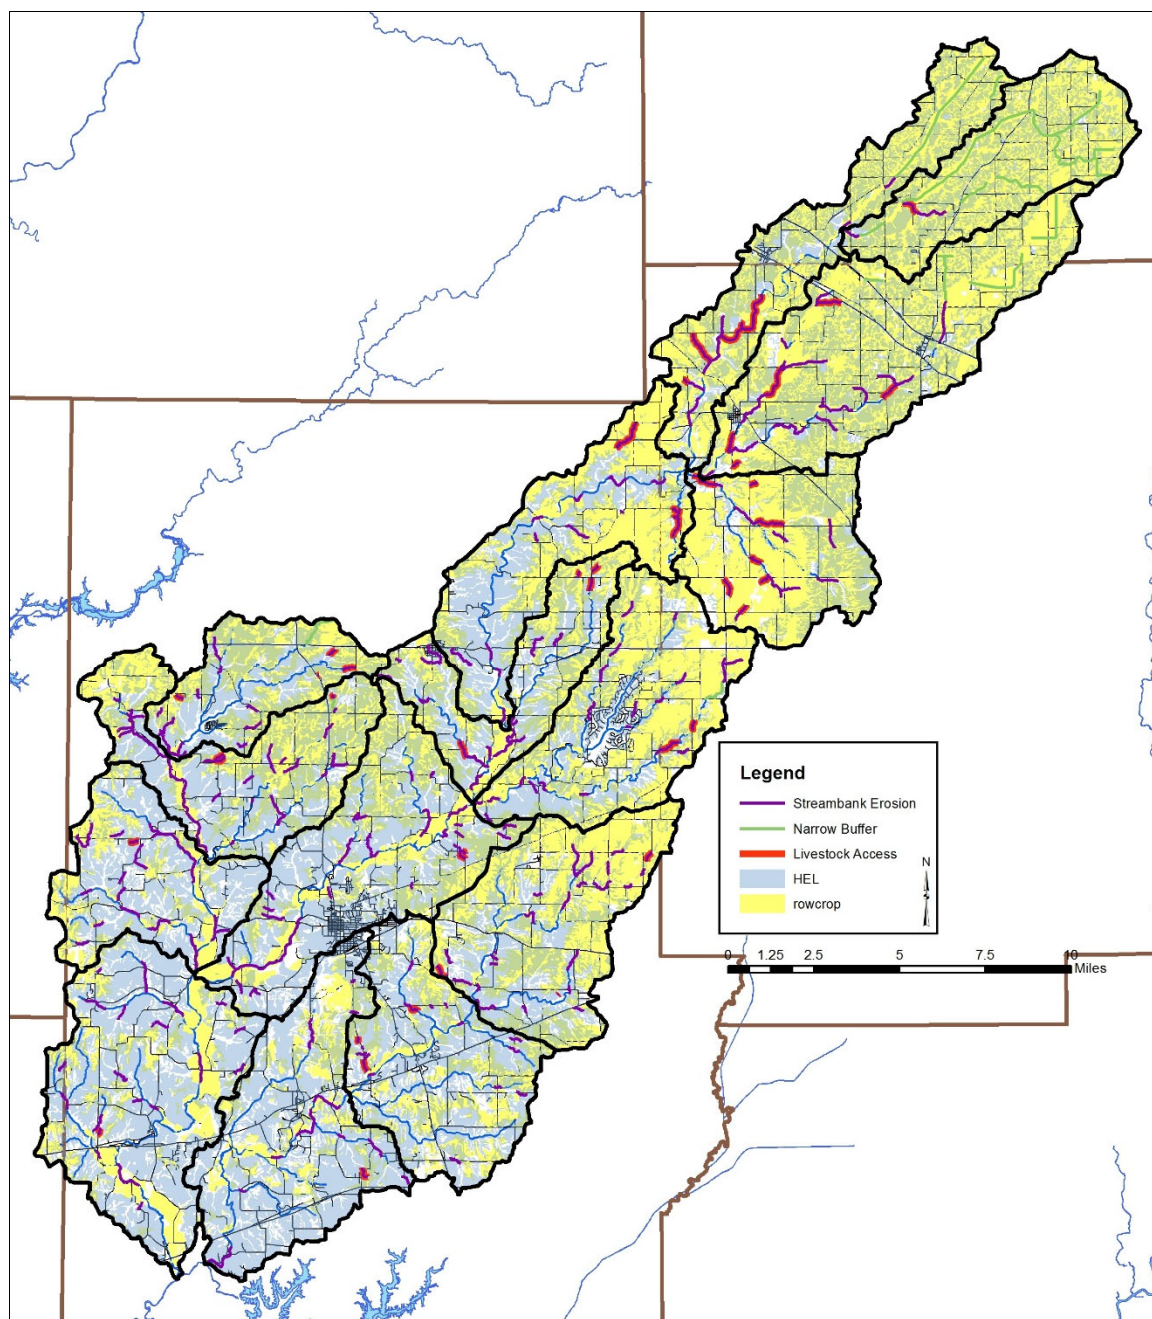 Legend
Streambank Erosion
Narrow Buffer
Livestock Access
HEL
rowcrop
N
0 1.25 2.5 5 7.5 10
Miles